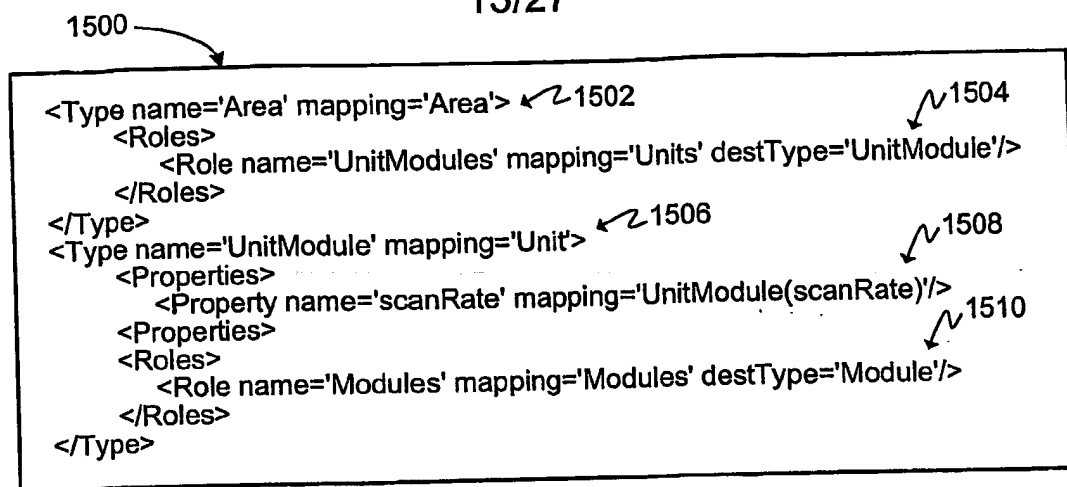 15/27
1500
<Type name='Area' mapping='Area'> 1502
<Roles> 1504
<Role name='UnitModules' mapping='Units' destType='UnitModule'/>
</Roles>
</Type>
<Type name='UnitModule' mapping='Unit'> 1506
<Properties> 1508
<Property name='scanRate' mapping='UnitModule(scanRate)'/>
<Properties> 1510
<Roles>
<Role name='Modules' mapping='Modules' destType='Module'/>
</Roles>
</Type>